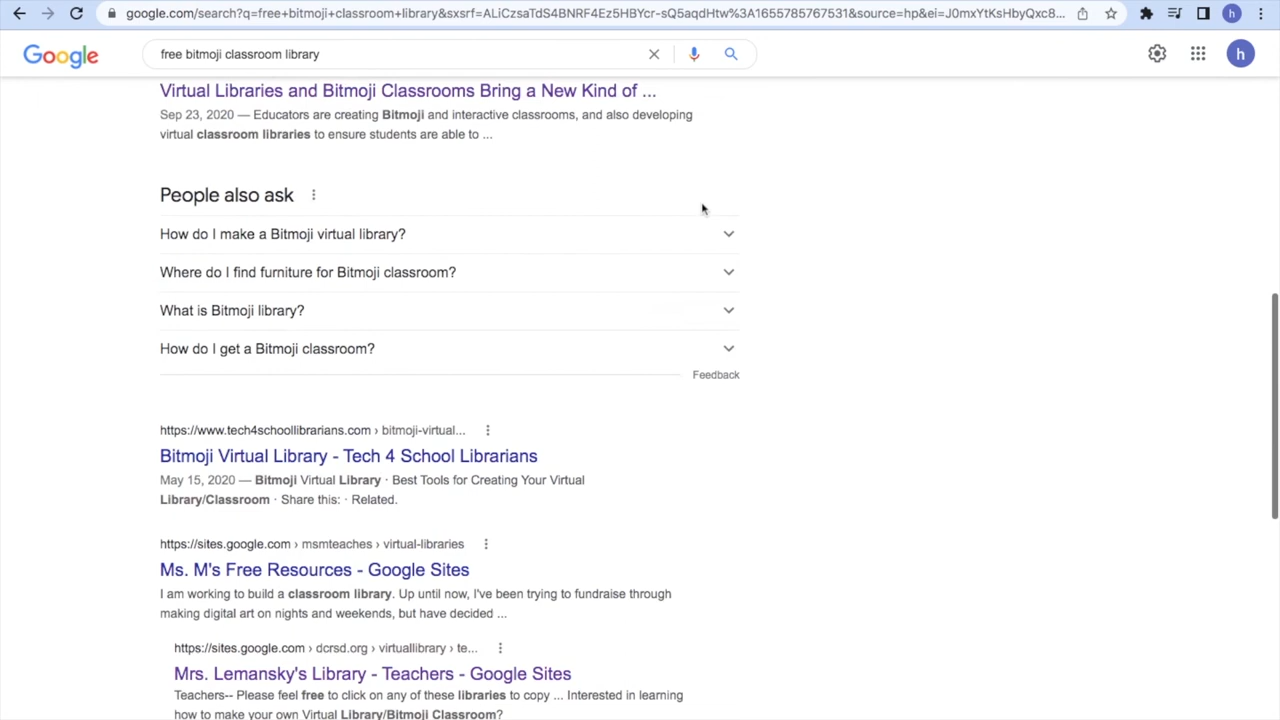 google.com/search?q=free+bitmoji+classroom+library&sxsrf=ALiCzsaTdS4BNRF4Ez5HBYcr-sQ5aqdHtw%3A1655785767531&source=hp&ei=J0mxYtKsHbyQxc8...
h
Google
free bitmoji classroom library
h
Virtual Libraries and Bitmoji Classrooms Bring a New Kind of ...
Sep 23, 2020 — Educators are creating Bitmoji and interactive classrooms, and also developing
virtual classroom libraries to ensure students are able to ...
People also ask
How do I make a Bitmoji virtual library?
Where do I find furniture for Bitmoji classroom?
What is Bitmoji library?
How do I get a Bitmoji classroom?
Feedback
https://www.tech4schoollibrarians.com › bitmoji-virtual...
Bitmoji Virtual Library - Tech 4 School Librarians
May 15, 2020 — Bitmoji Virtual Library · Best Tools for Creating Your Virtual
Library/Classroom · Share this: · Related.
https://sites.google.com › msmteaches › virtual-libraries
Ms. M's Free Resources - Google Sites
I am working to build a classroom library. Up until now, I've been trying to fundraise through
making digital art on nights and weekends, but have decided ...
https://sites.google.com › dcrsd.org › virtuallibrary › te...
Mrs. Lemansky's Library - Teachers - Google Sites
Teachers-- Please feel free to click on any of these libraries to copy ... Interested in learning
how to make your own Virtual Library/Bitmoji Classroom?